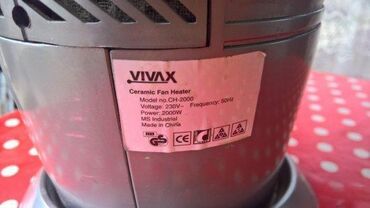 VIVAX
Ceramic Fan Heater
Model no.CH-2000
Voltage: 230V~ Frequency: 50Hz
Power: 2000W
MS Industrial
Made in China